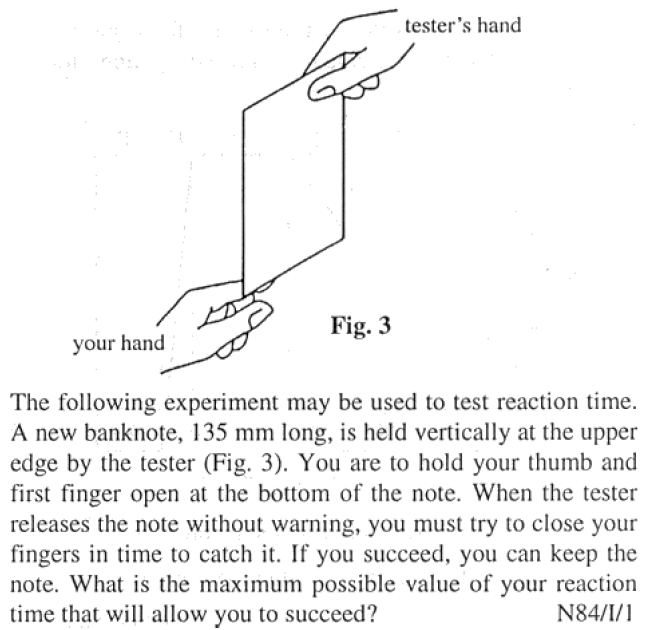 tester's hand
your hand
Fig. 3
The following experiment may be used to test reaction time.
A new banknote, 135 mm long, is held vertically at the upper
edge by the tester (Fig. 3). You are to hold your thumb and
first finger open at the bottom of the note. When the tester
releases the note without warning, you must try to close your
fingers in time to catch it. If you succeed, you can keep the
note. What is the maximum possible value of your reaction
time that will allow you to succeed? N84/I/1